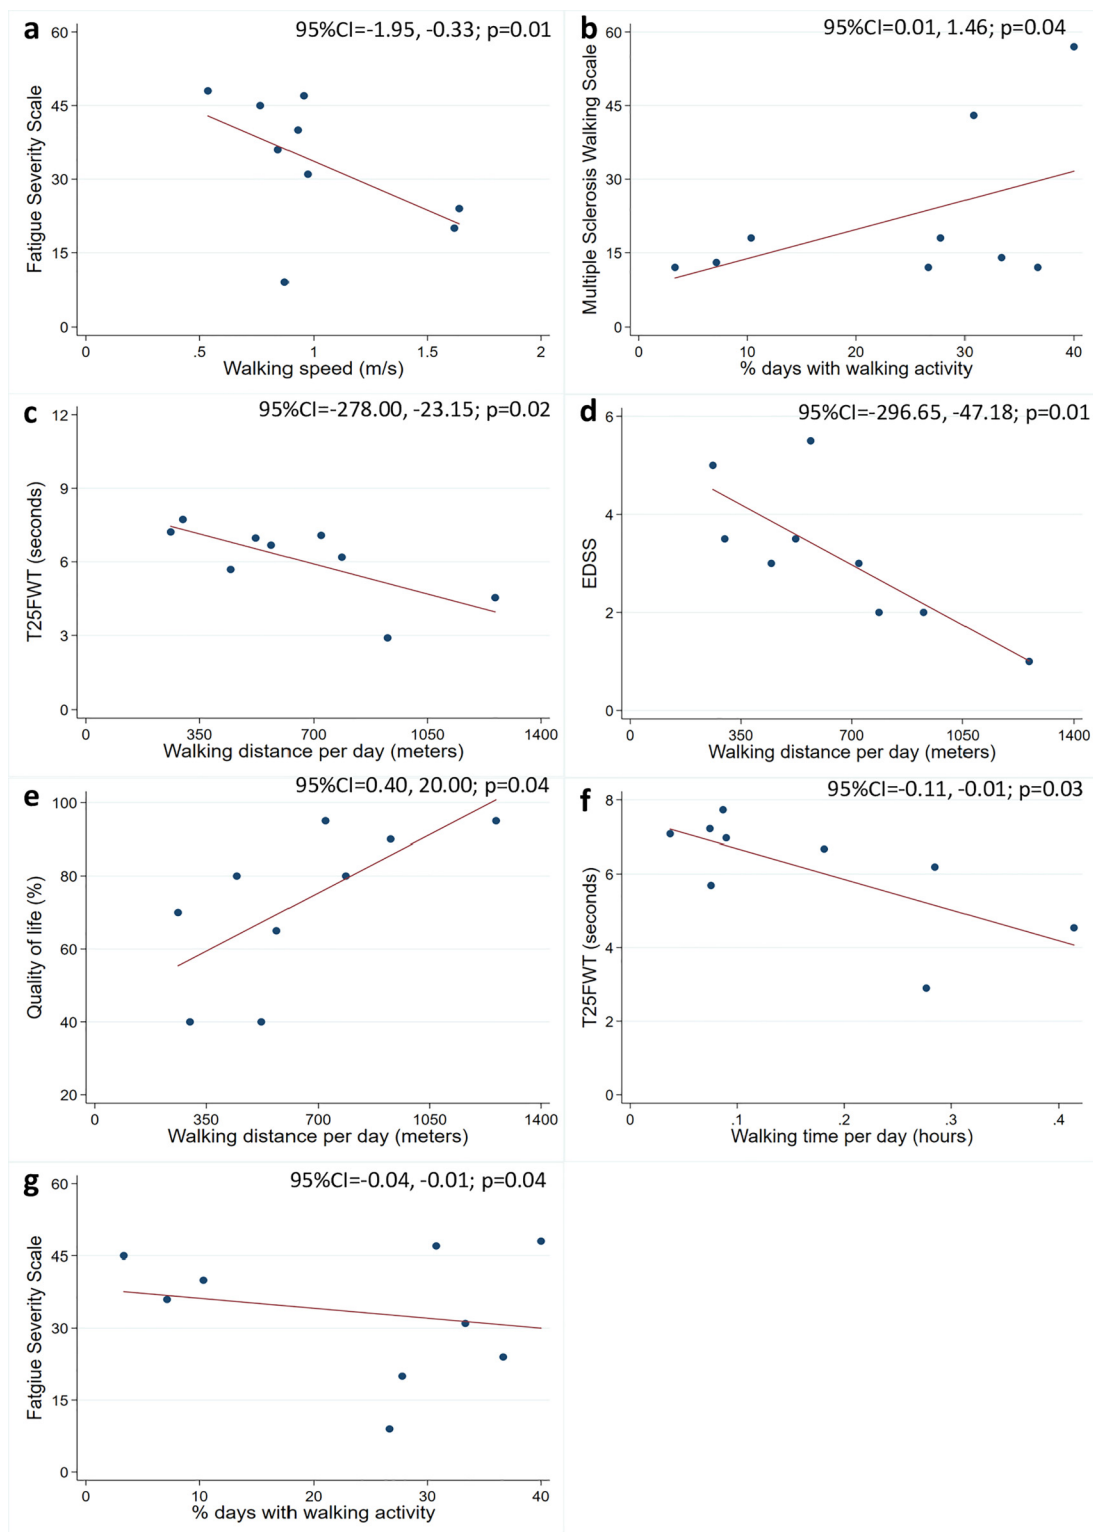 a
95%CI=-1.95, -0.33; p=0.01
Fatigue Severity Scale
60
45
30
15
0
0 .5 1 1.5 2
Walking speed (m/s)
b
95%CI=0.01, 1.46; p=0.04
Multiple Sclerosis Walking Scale
60
45
30
15
0
0 10 20 30 40
% days with walking activity
c
95%CI=-278.00, -23.15; p=0.02
T25FWT (seconds)
12
9
6
3
0
0 350 700 1050 1400
Walking distance per day (meters)
d
95%CI=-296.65, -47.18; p=0.01
EDSS
6
4
2
0
0 350 700 1050 1400
Walking distance per day (meters)
e
95%CI=0.40, 20.00; p=0.04
Quality of life (%)
100
80
60
40
20
0 350 700 1050 1400
Walking distance per day (meters)
f
95%CI=-0.11, -0.01; p=0.03
T25FWT (seconds)
8
6
4
2
0
0 .1 .2 .3 .4
Walking time per day (hours)
g
95%CI=-0.04, -0.01; p=0.04
Fatgiue Severity Scale
60
45
30
15
0
0 10 20 30 40
% days with walking activity